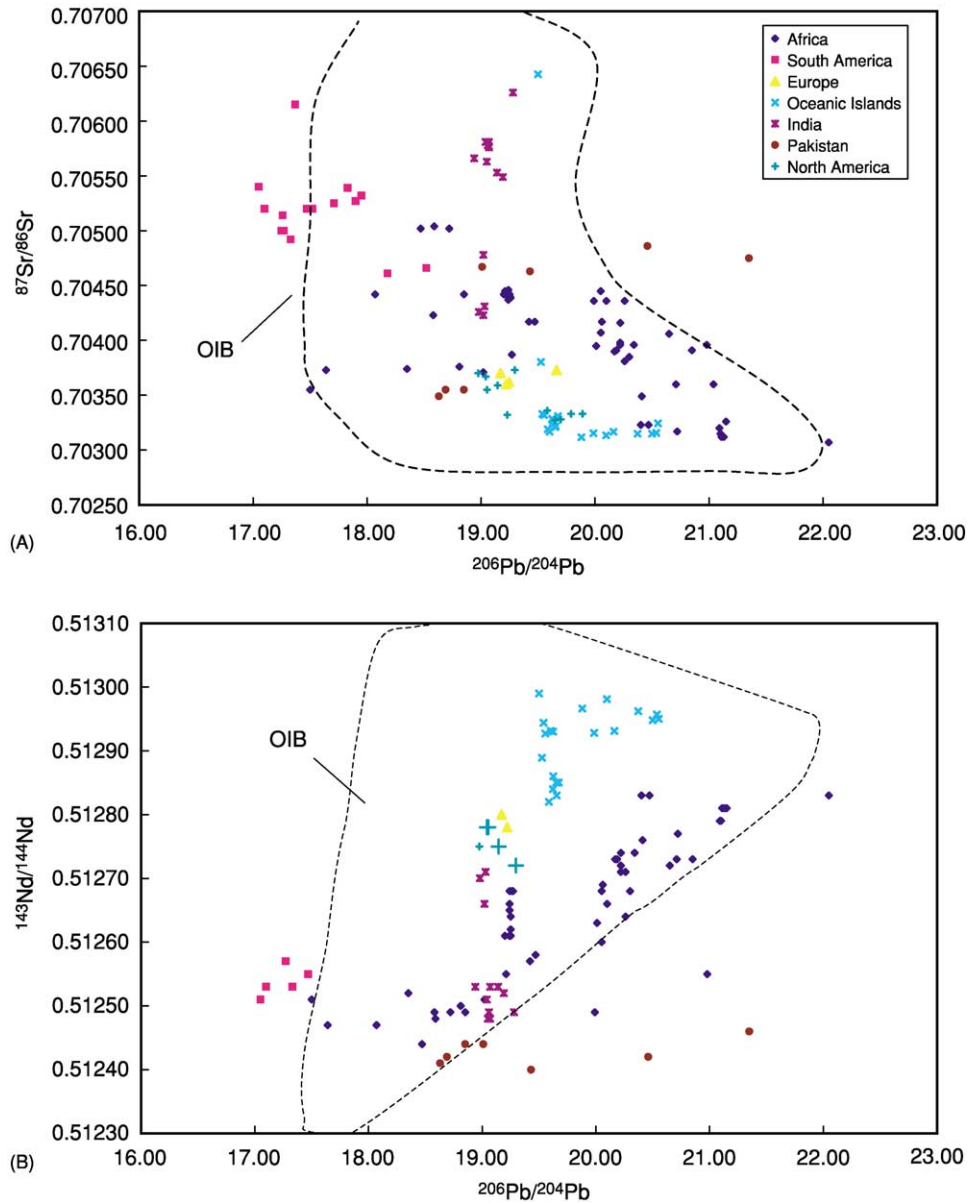 0.70700
0.70650
0.70600
0.70550
0.70500
0.70450
0.70400
0.70350
0.70300
0.70250
⁸⁷Sr/⁸⁶Sr
OIB
Africa
South America
Europe
Oceanic Islands
India
Pakistan
North America
16.00 17.00 18.00 19.00 20.00 21.00 22.00 23.00
(A)
²⁰⁶Pb/²⁰⁴Pb
0.51310
0.51300
0.51290
0.51280
0.51270
0.51260
0.51250
0.51240
0.51230
¹⁴³Nd/¹⁴⁴Nd
OIB
16.00 17.00 18.00 19.00 20.00 21.00 22.00 23.00
(B)
²⁰⁶Pb/²⁰⁴Pb